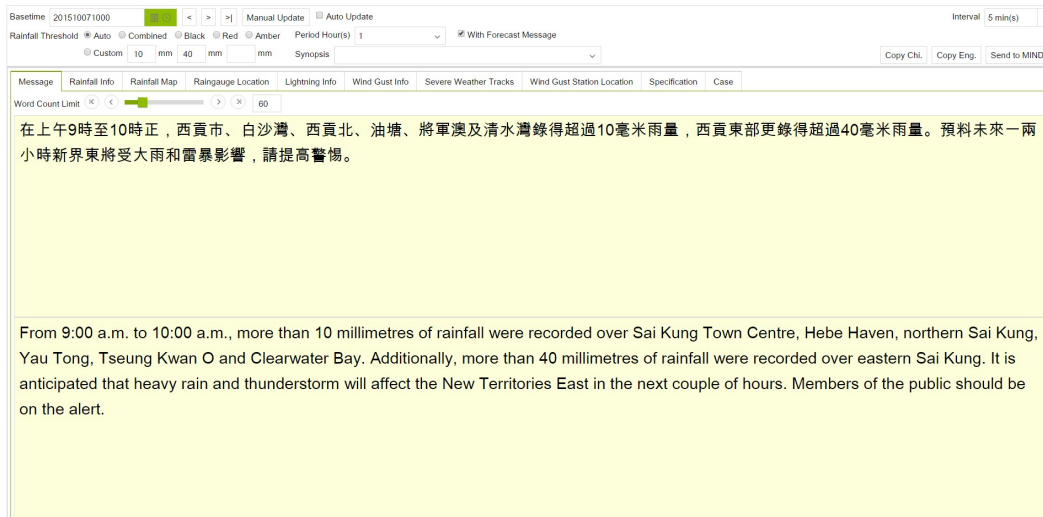 Basetime 201510071000 < > >| Manual Update Auto Update Interval 5 min(s)
Rainfall Threshold Auto Combined Black Red Amber Period Hour(s) 1 With Forecast Message
Custom 10 mm 40 mm mm Synopsis Copy Chi. Copy Eng. Send to MIND
Message Rainfall Info Rainfall Map Raingauge Location Lightning Info Wind Gust Info Severe Weather Tracks Wind Gust Station Location Specification Case
Word Count Limit 60
在上午9時至10時正，西貢市、白沙灣、西貢北、油塘、將軍澳及清水灣錄得超過10毫米雨量，西貢東部更錄得超過40毫米雨量。預料未來一兩
小時新界東將受大雨和雷暴影響，請提高警惕。
From 9:00 a.m. to 10:00 a.m., more than 10 millimetres of rainfall were recorded over Sai Kung Town Centre, Hebe Haven, northern Sai Kung,
Yau Tong, Tseung Kwan O and Clearwater Bay. Additionally, more than 40 millimetres of rainfall were recorded over eastern Sai Kung. It is
anticipated that heavy rain and thunderstorm will affect the New Territories East in the next couple of hours. Members of the public should be
on the alert.